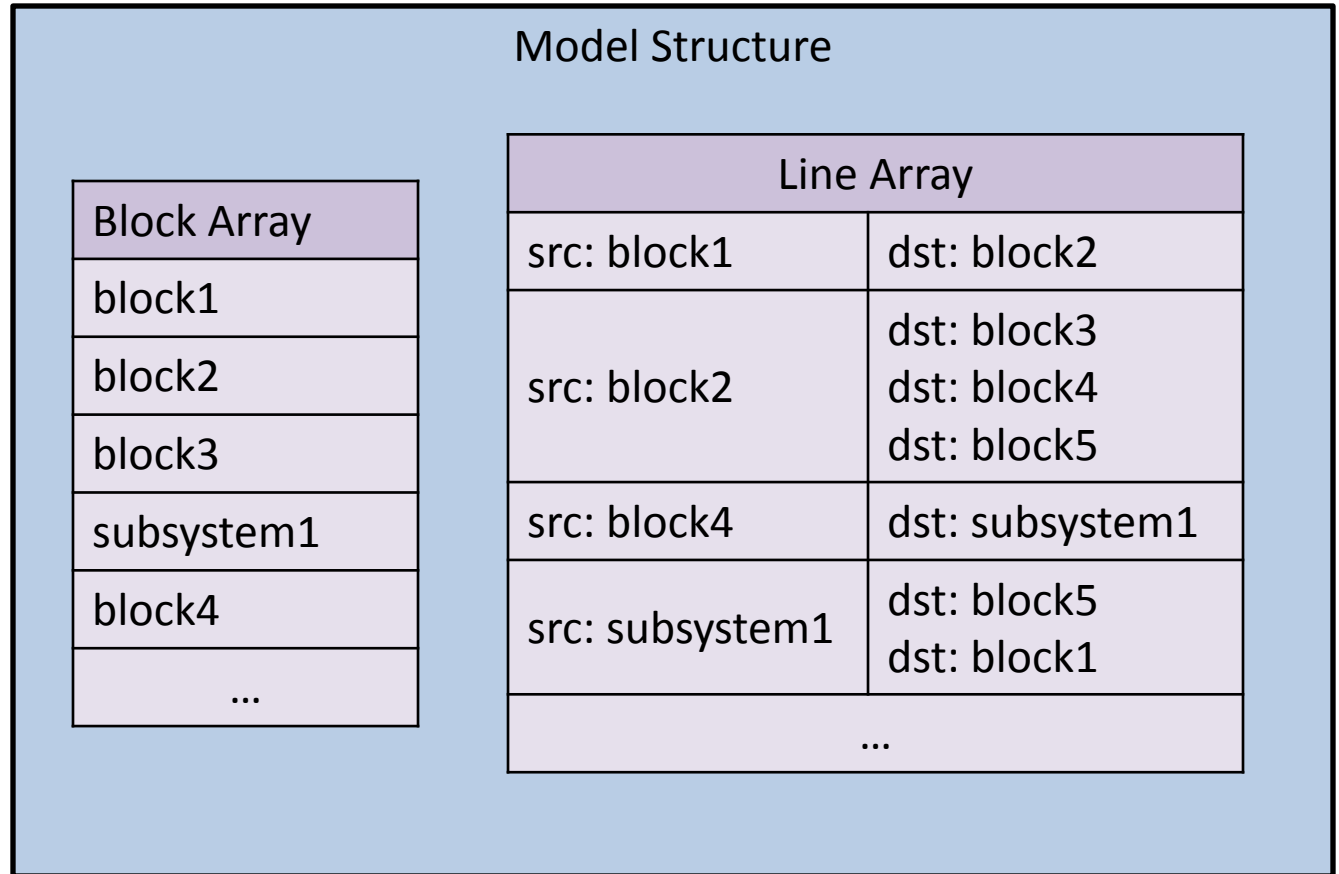 Model Structure
Block Array
block1
block2
block3
subsystem1
block4
...
Line Array
src: block1 dst: block2
src: block2 dst: block3
dst: block4
dst: block5
src: block4 dst: subsystem1
src: subsystem1 dst: block5
dst: block1
...